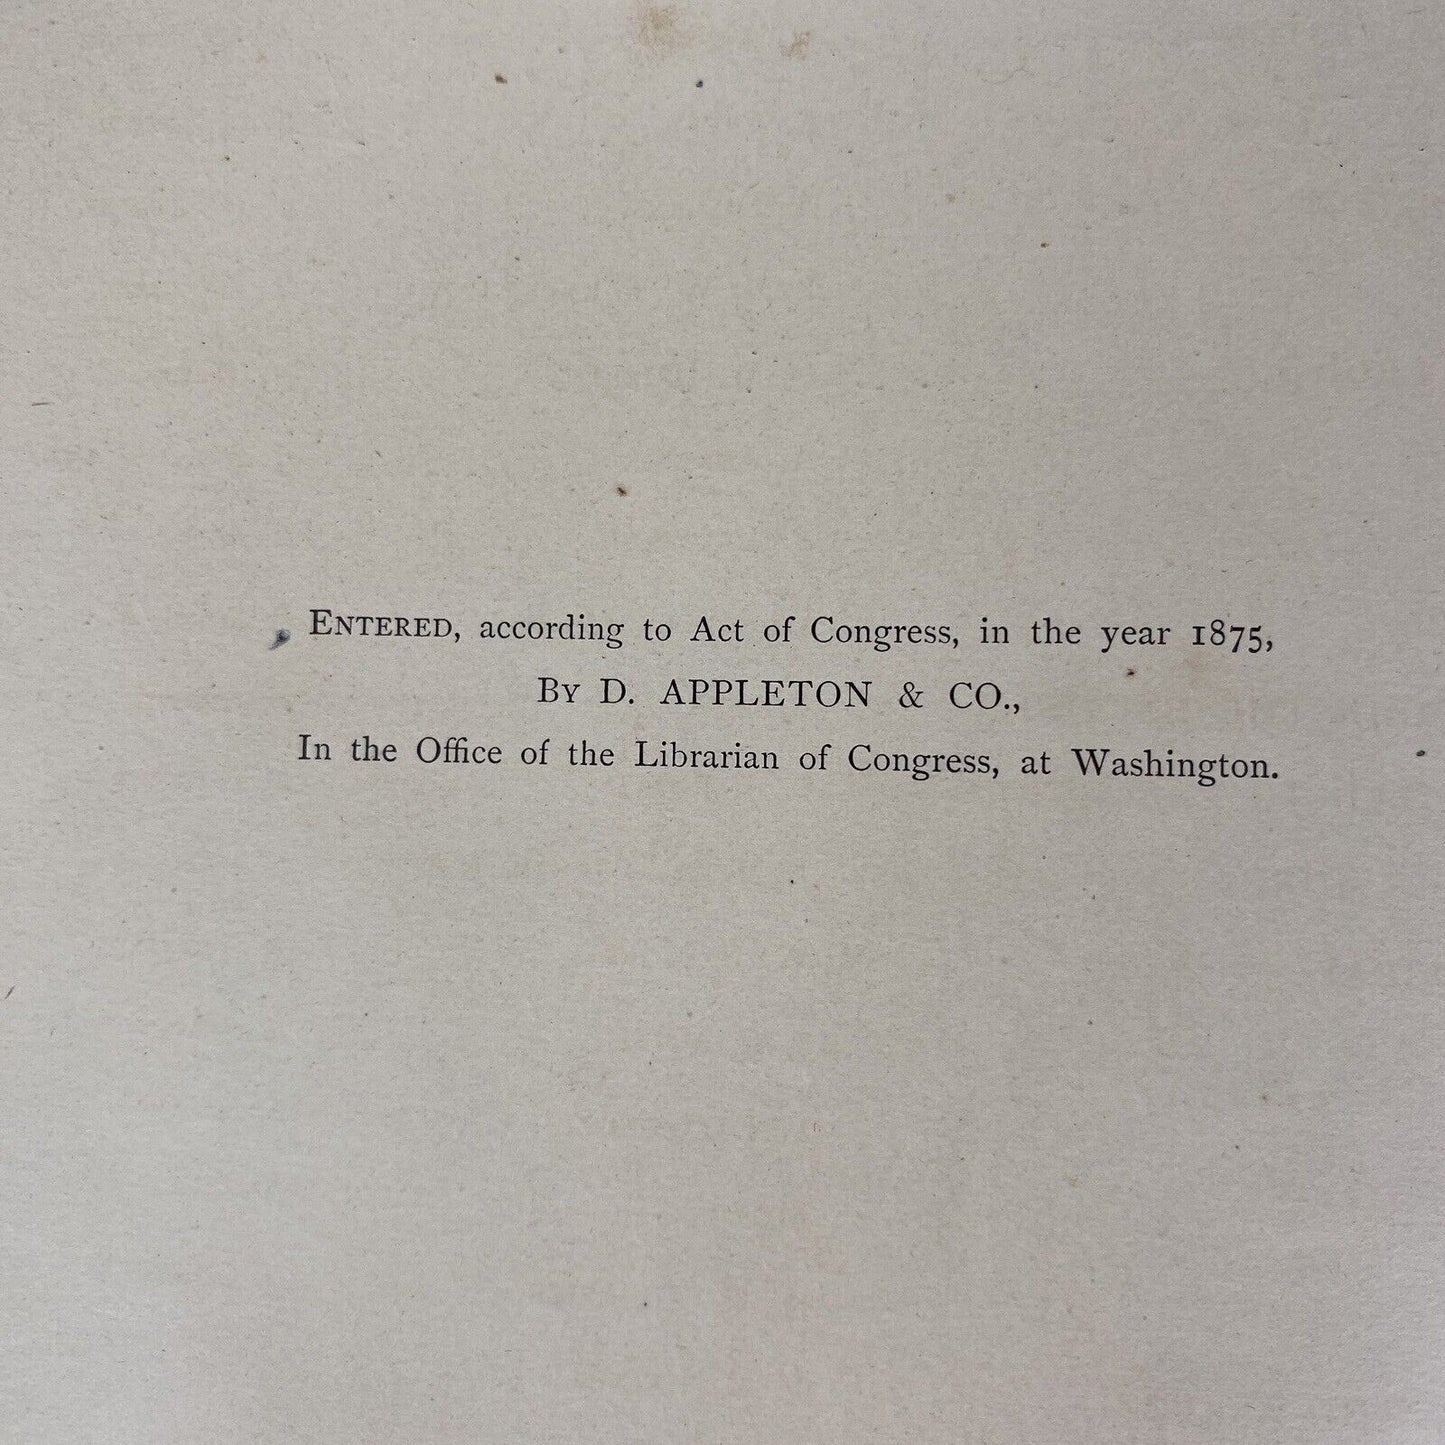 ENTERED, according to Act of Congress, in the year 1875,
BY D. APPLETON & CO.,
In the Office of the Librarian of Congress, at Washington.